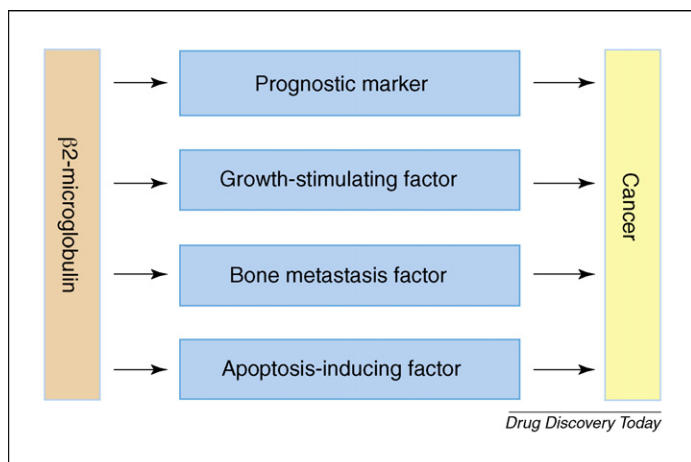 β2-microglobulin
Prognostic marker
Growth-stimulating factor
Bone metastasis factor
Apoptosis-inducing factor
Cancer
Drug Discovery Today